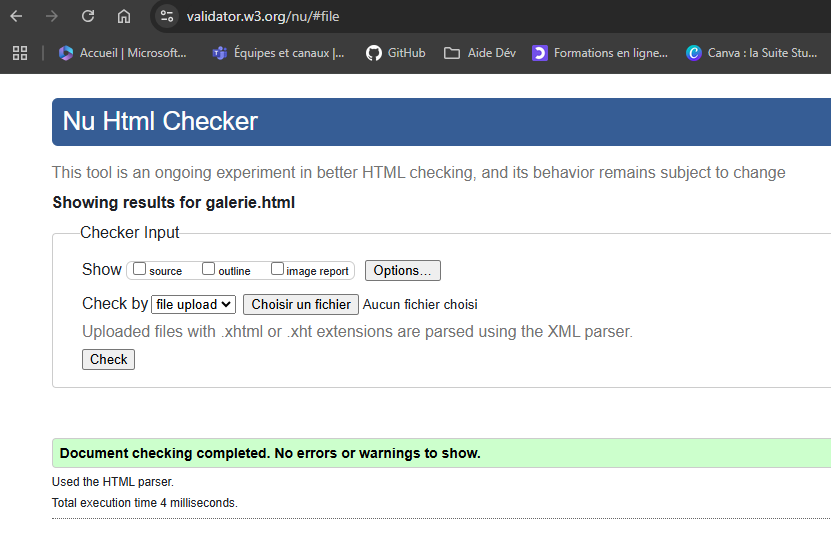 validator.w3.org/nu/#file
Accueil | Microsoft... Équipes et canaux |... GitHub Aide Dév Formations en ligne... Canva : la Suite Stu...
Nu Html Checker
This tool is an ongoing experiment in better HTML checking, and its behavior remains subject to change
Showing results for galerie.html
Checker Input
Show source outline image report Options...
Check by file upload Choisir un fichier Aucun fichier choisi
Uploaded files with .xhtml or .xht extensions are parsed using the XML parser.
Check
Document checking completed. No errors or warnings to show.
Used the HTML parser.
Total execution time 4 milliseconds.